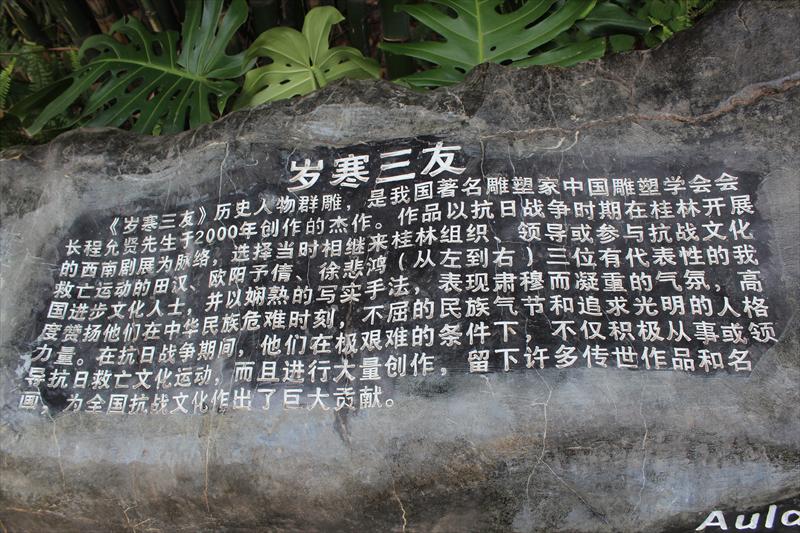 岁寒三友
《岁寒三友》历史人物群雕，是我国著名雕塑家中国雕塑学会会
长程允贤先生于2000年创作的杰作。作品以抗日战争时期在桂林开展
的西南剧展为脉络，选择当时相继来桂林组织、领导或参与抗战文化
救亡运动的田汉、欧阳予倩、徐悲鸿（从左到右）三位有代表性的我
国进步文化人士，并以娴熟的写实手法，表现肃穆而凝重的气氛，高
度赞扬他们在中华民族危难时刻，不屈的民族气节和追求光明的人格
力量。在抗日战争期间，他们在极艰难的条件下，不仅积极从事或领
导抗日救亡文化运动，而且进行大量创作，留下许多传世作品和名
画，为全国抗战文化作出了巨大贡献。
Aula